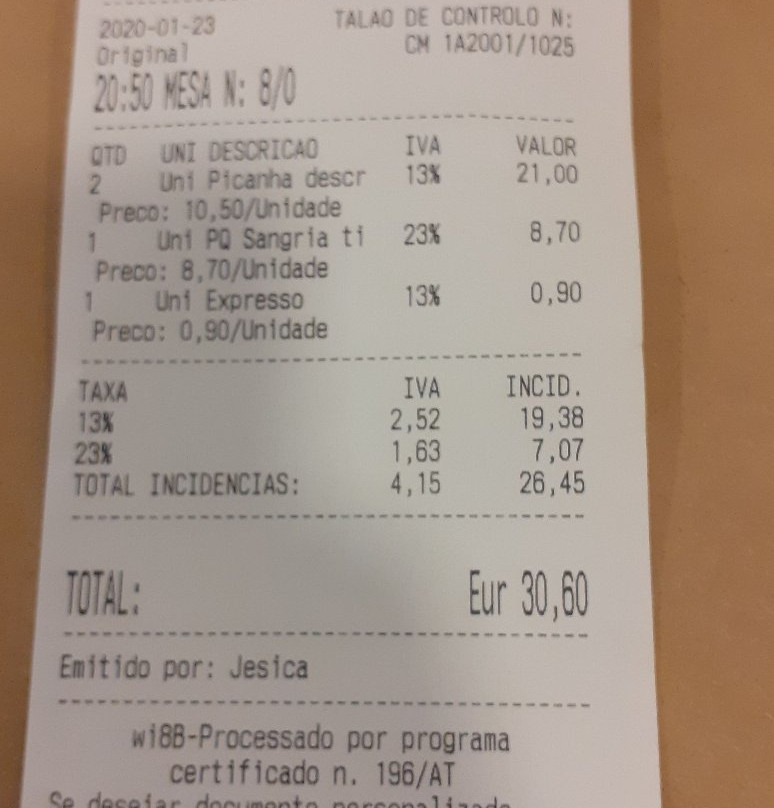 2020-01-23 TALAO DE CONTROLO N:
Original CM 1A2001/1025
20:50 MESA N: 8/0
QTD UNI DESCRICAO IVA VALOR
2 Uni Picanha descr 13% 21,00
Preco: 10,50/Unidade
1 Uni PQ Sangria ti 23% 8,70
Preco: 8,70/Unidade
1 Uni Expresso 13% 0,90
Preco: 0,90/Unidade
TAXA IVA INCID.
13% 2,52 19,38
23% 1,63 7,07
TOTAL INCIDENCIAS: 4,15 26,45
TOTAL: Eur 30,60
Emitido por: Jesica
wi8B-Processado por programa
certificado n. 196/AT
Se desejar documento personalizado